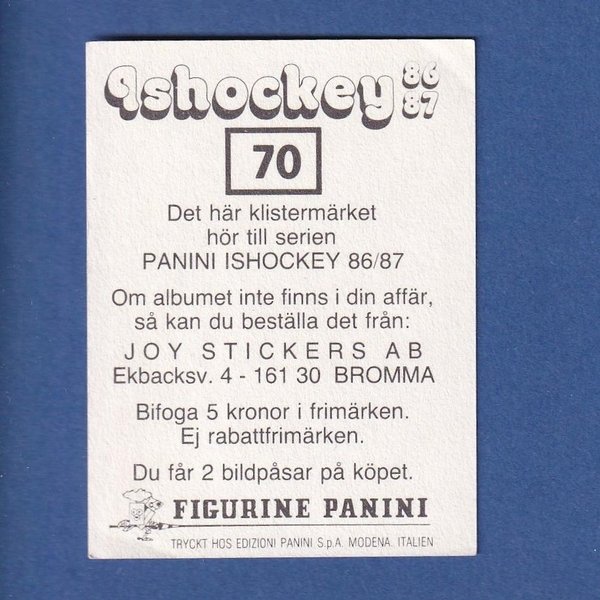 Ishockey 86
87
70
Det här klistermärket
hör till serien
PANINI ISHOCKEY 86/87
Om albumet inte finns i din affär,
så kan du beställa det från:
JOY STICKERS AB
Ekbacksv. 4 - 161 30 BROMMA
Bifoga 5 kronor i frimärken.
Ej rabattfrimärken.
Du får 2 bildpåsar på köpet.
FIGURINE PANINI
TRYCKT HOS EDIZIONI PANINI S.p.A. MODENA. ITALIEN